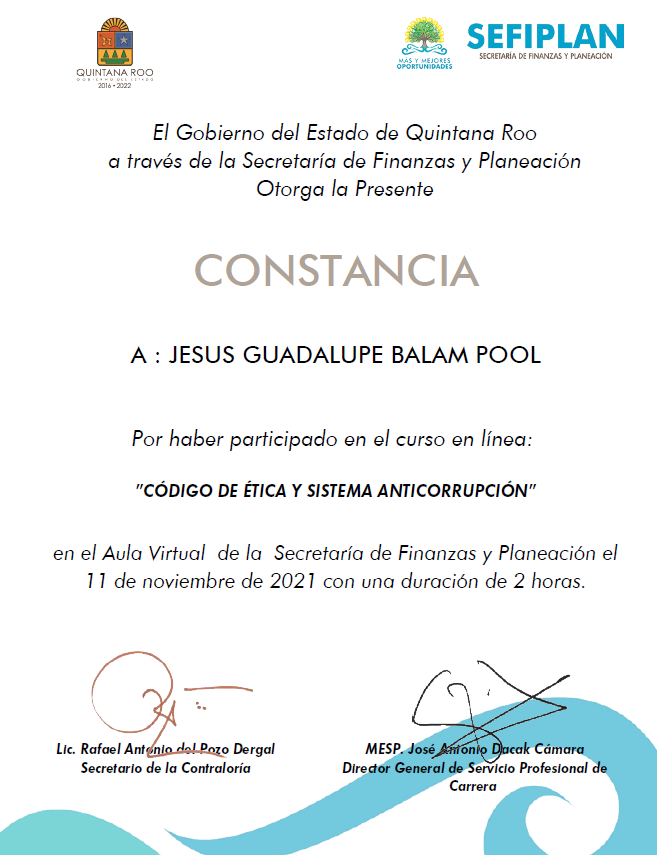 QUINTANA ROO
GOBIERNO DEL ESTADO
2016 • 2022
MAS Y MEJORES
OPORTUNIDADES
SEFIPLAN
SECRETARÍA DE FINANZAS Y PLANEACIÓN
El Gobierno del Estado de Quintana Roo
a través de la Secretaría de Finanzas y Planeación
Otorga la Presente
CONSTANCIA
A : JESUS GUADALUPE BALAM POOL
Por haber participado en el curso en línea:
"CÓDIGO DE ÉTICA Y SISTEMA ANTICORRUPCIÓN"
en el Aula Virtual de la Secretaría de Finanzas y Planeación el
11 de noviembre de 2021 con una duración de 2 horas.
Lic. Rafael Antonio del Pozo Dergal
Secretario de la Contraloría
MESP. José Antonio Ducak Cámara
Director General de Servicio Profesional de
Carrera